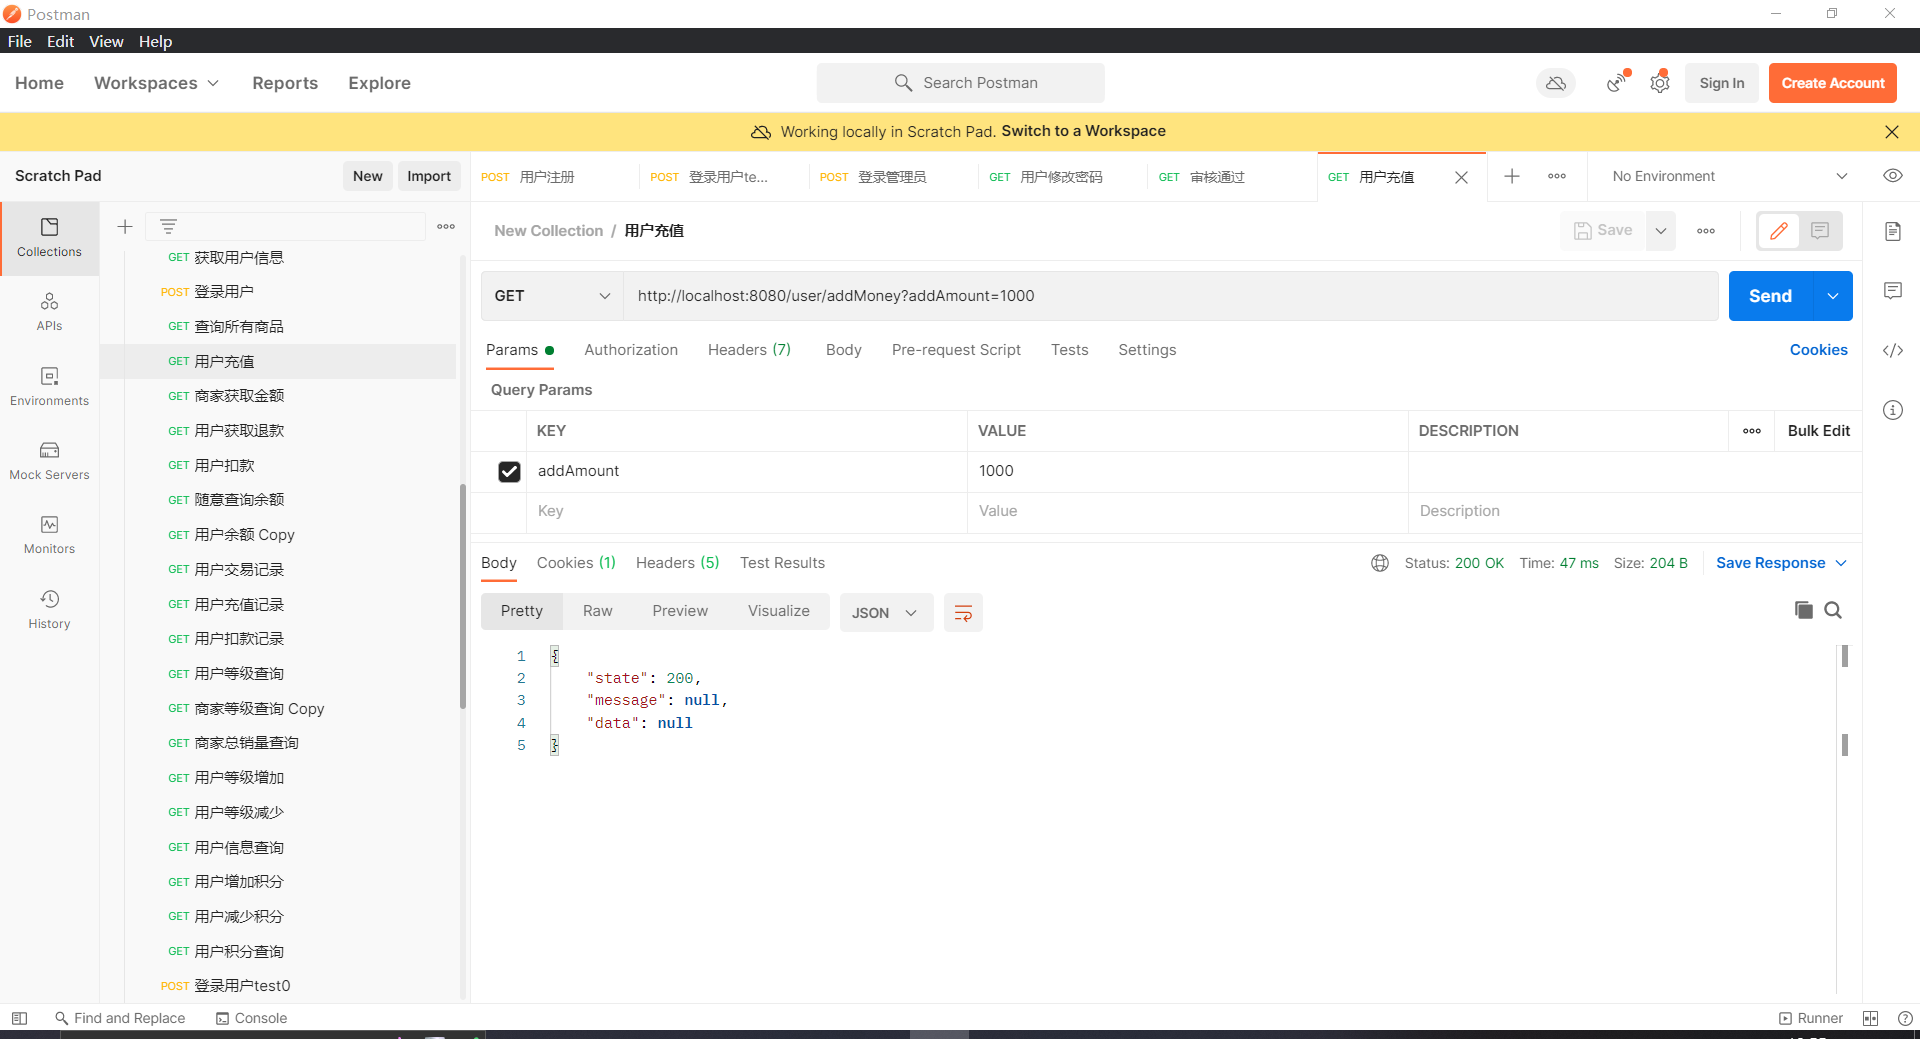 Postman
File Edit View Help
Home Workspaces Reports Explore Search Postman Sign In Create Account
Working locally in Scratch Pad. Switch to a Workspace
Scratch Pad New Import
POST 用户注册 POST 登录用户te... POST 登录管理员 GET 用户修改密码 GET 审核通过 GET 用户充值 No Environment
Collections
APIs
Environments
Mock Servers
Monitors
History
GET 获取用户信息
POST 登录用户
GET 查询所有商品
GET 用户充值
GET 商家获取金额
GET 用户获取退款
GET 用户扣款
GET 随意查询余额
GET 用户余额 Copy
GET 用户交易记录
GET 用户充值记录
GET 用户扣款记录
GET 用户等级查询
GET 商家等级查询 Copy
GET 商家总销量查询
GET 用户等级增加
GET 用户等级减少
GET 用户信息查询
GET 用户增加积分
GET 用户减少积分
GET 用户积分查询
POST 登录用户test0
New Collection / 用户充值 Save
GET http://localhost:8080/user/addMoney?addAmount=1000 Send
Params Authorization Headers (7) Body Pre-request Script Tests Settings Cookies
Query Params
KEY VALUE DESCRIPTION Bulk Edit
addAmount 1000
Key Value Description
Body Cookies (1) Headers (5) Test Results Status: 200 OK Time: 47 ms Size: 204 B Save Response
Pretty Raw Preview Visualize JSON
1 {
2 "state": 200,
3 "message": null,
4 "data": null
5 }
Find and Replace Console Runner